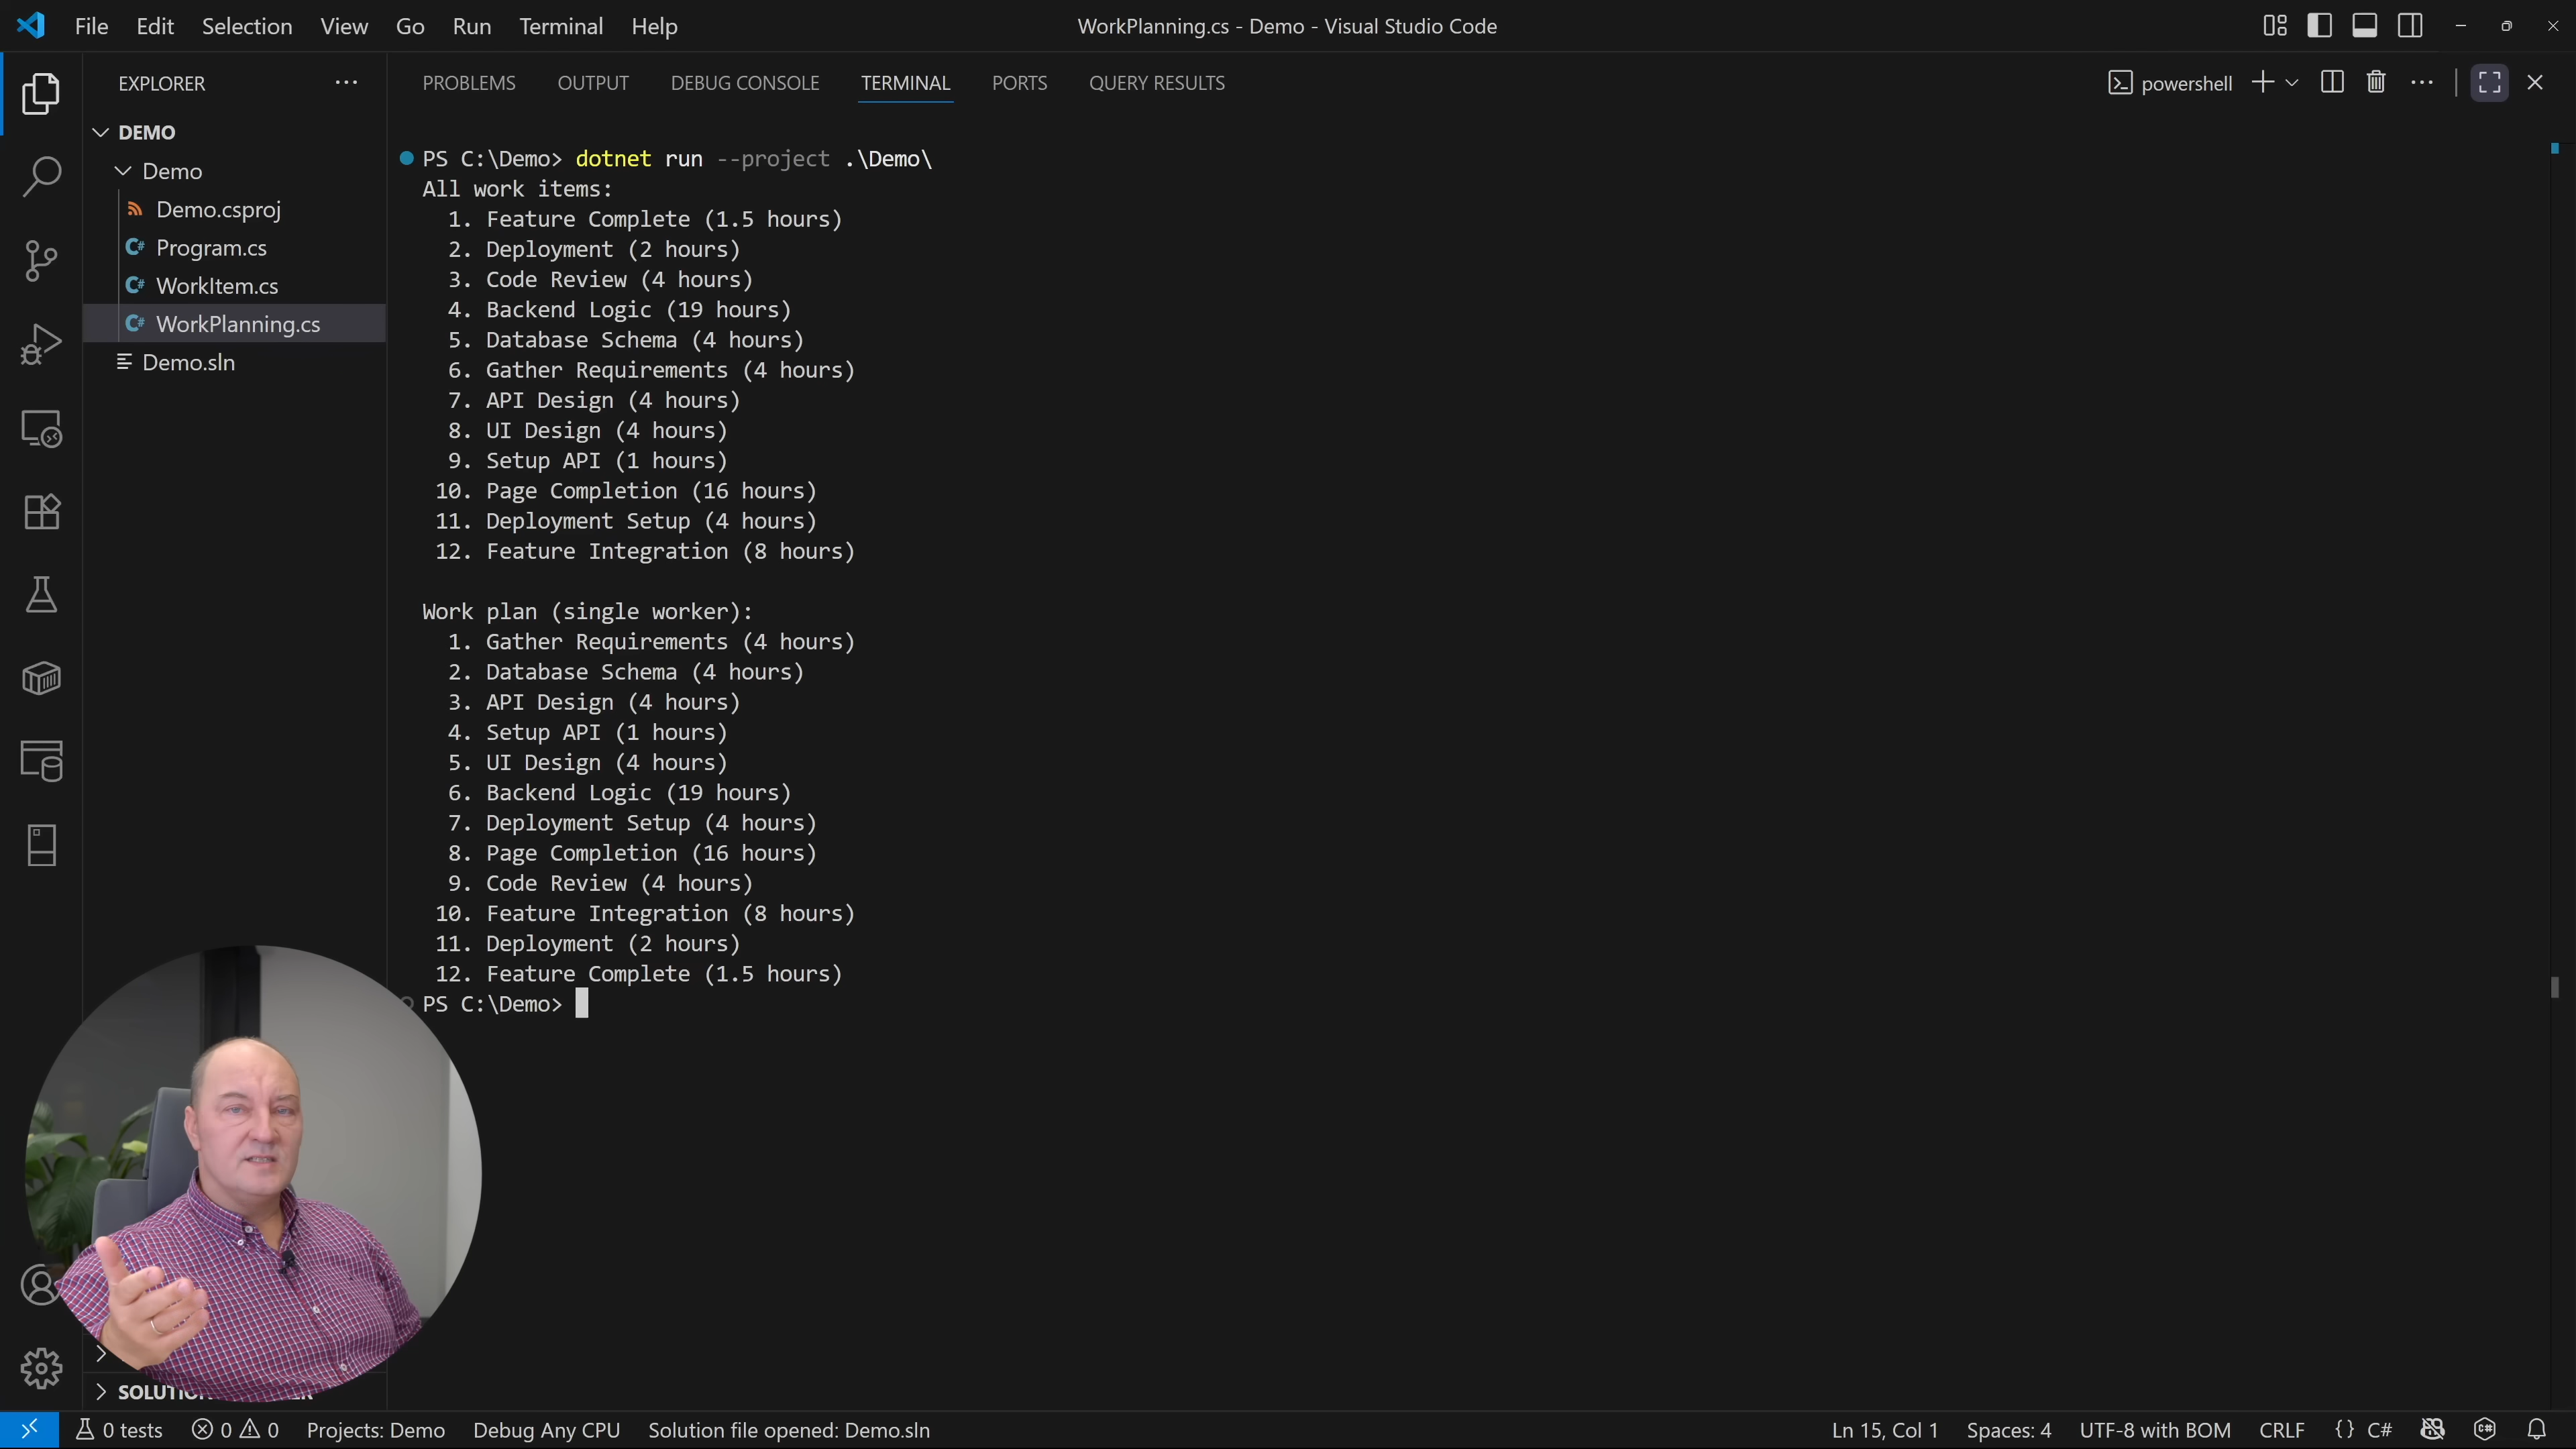 File Edit Selection View Go Run Terminal Help
WorkPlanning.cs - Demo - Visual Studio Code
EXPLORER
DEMO
Demo
Demo.csproj
C# Program.cs
C# WorkItem.cs
C# WorkPlanning.cs
Demo.sln
PROBLEMS OUTPUT DEBUG CONSOLE TERMINAL PORTS QUERY RESULTS
powershell
PS C:\Demo> dotnet run --project .\Demo\
All work items:
1. Feature Complete (1.5 hours)
2. Deployment (2 hours)
3. Code Review (4 hours)
4. Backend Logic (19 hours)
5. Database Schema (4 hours)
6. Gather Requirements (4 hours)
7. API Design (4 hours)
8. UI Design (4 hours)
9. Setup API (1 hours)
10. Page Completion (16 hours)
11. Deployment Setup (4 hours)
12. Feature Integration (8 hours)
Work plan (single worker):
1. Gather Requirements (4 hours)
2. Database Schema (4 hours)
3. API Design (4 hours)
4. Setup API (1 hours)
5. UI Design (4 hours)
6. Backend Logic (19 hours)
7. Deployment Setup (4 hours)
8. Page Completion (16 hours)
9. Code Review (4 hours)
10. Feature Integration (8 hours)
11. Deployment (2 hours)
12. Feature Complete (1.5 hours)
PS C:\Demo>
0 tests 0 0 Projects: Demo Debug Any CPU Solution file opened: Demo.sln
Ln 15, Col 1 Spaces: 4 UTF-8 with BOM CRLF {} C#